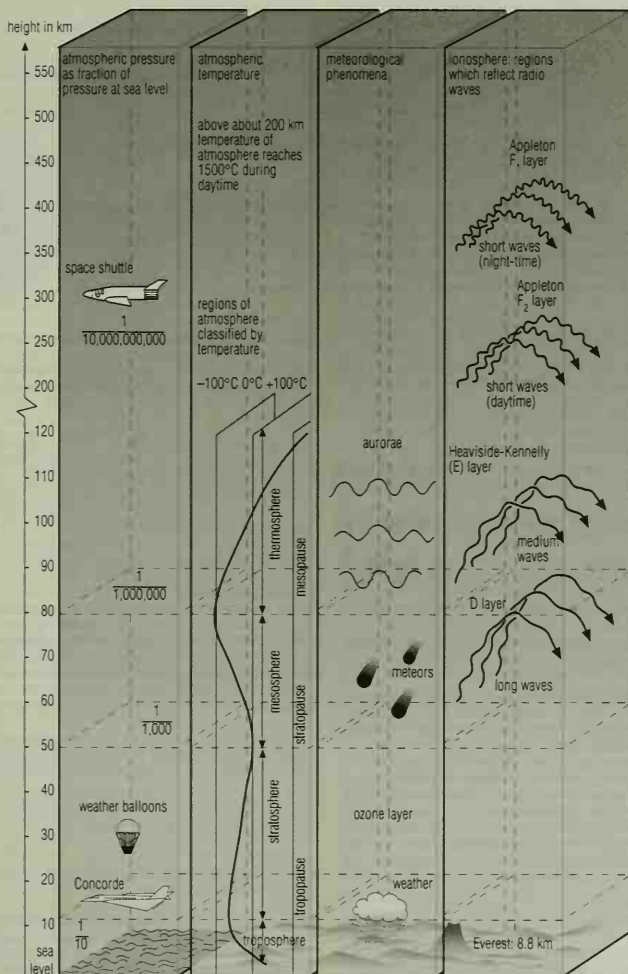 height in km
550
500
450
400
350
300
250
200
120
110
100
90
80
70
60
50
40
30
20
10
sea
level
atmospheric pressure
as fraction of
pressure at sea level
space shuttle
1
10,000,000,000
1
1,000,000
1
1,000
weather balloons
Concorde
1
10
atmospheric
temperature
above about 200 km
temperature of
atmosphere reaches
1500°C during
daytime
regions of
atmosphere
classified by
temperature
–100°C 0°C +100°C
thermosphere
mesopause
mesosphere
stratopause
stratosphere
tropopause
troposphere
meteorological
phenomena
aurorae
meteors
ozone layer
weather
ionosphere: regions
which reflect radio
waves
Appleton
F, layer
short waves
(night-time)
Appleton
F₂ layer
short waves
(daytime)
Heaviside-Kennelly
(E) layer
medium
waves
D layer
long waves
Everest: 8.8 km